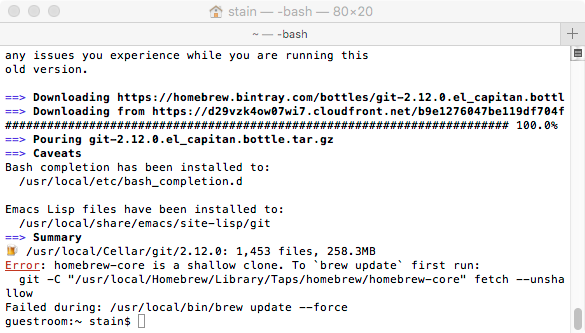 stain — -bash — 80×20
~ — -bash
any issues you experience while you are running this
old version.
==> Downloading https://homebrew.bintray.com/bottles/git-2.12.0.el_capitan.bottl
==> Downloading from https://d29vzk4ow07wi7.cloudfront.net/b9e1276047be119df704f
######################################################################## 100.0%
==> Pouring git-2.12.0.el_capitan.bottle.tar.gz
==> Caveats
Bash completion has been installed to:
/usr/local/etc/bash_completion.d
Emacs Lisp files have been installed to:
/usr/local/share/emacs/site-lisp/git
==> Summary
🍺 /usr/local/Cellar/git/2.12.0: 1,453 files, 258.3MB
Error: homebrew-core is a shallow clone. To `brew update` first run:
git -C "/usr/local/Homebrew/Library/Taps/homebrew/homebrew-core" fetch --unsha
llow
Failed during: /usr/local/bin/brew update --force
guestroom:~ stain$